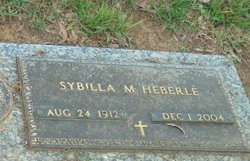 SYBILLA M HEBERLE
AUG 24 1912 DEC 1 2004